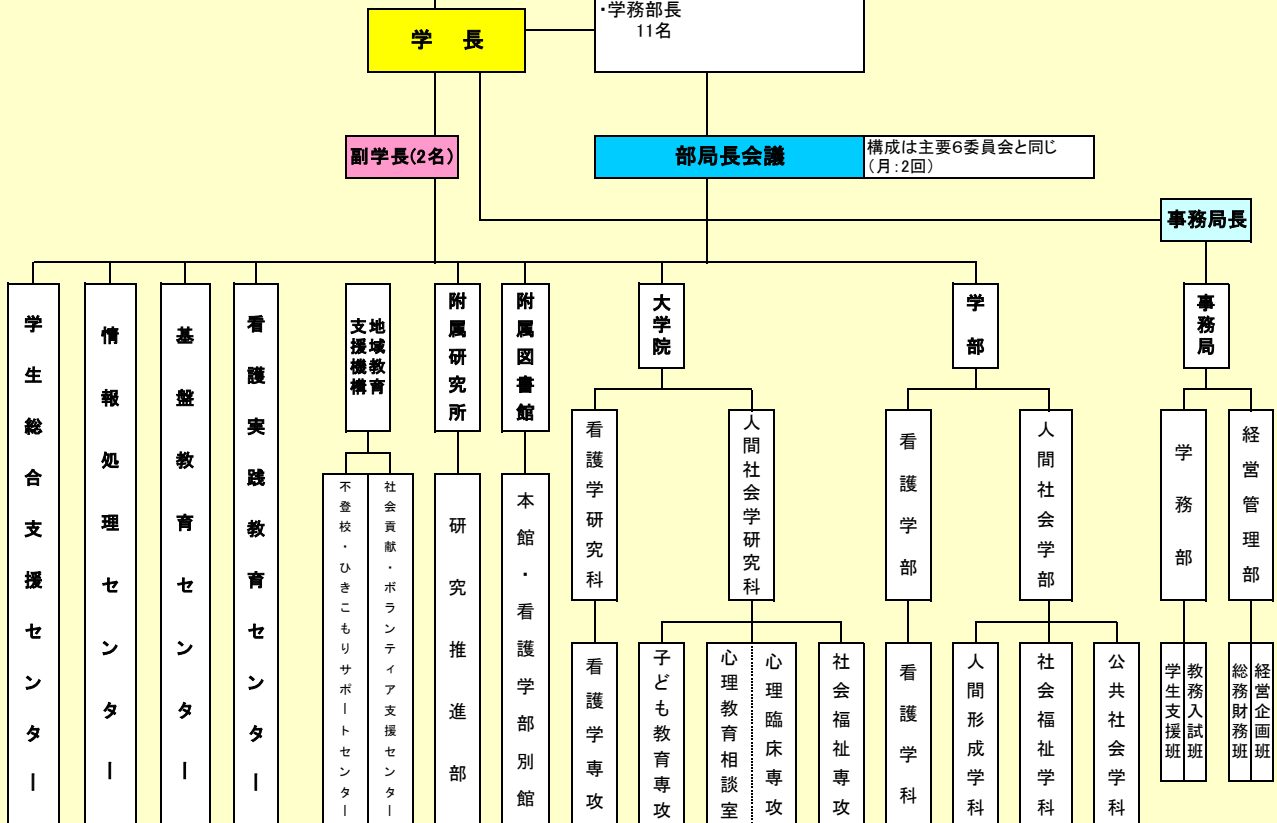 ・学務部長
11名
学 長
副学長(2名)
部局長会議
構成は主要6委員会と同じ
(月:2回)
事務局長
学生総合支援センター
情報処理センター
基盤教育センター
看護実践教育センター
地域教育
支援機構
附属研究所
附属図書館
大学院
学部
事務局
不登校・ひきこもりサポートセンター
社会貢献・ボランティア支援センター
研究推進部
本館・看護学部別館
看護学研究科
人間社会学研究科
看護学部
人間社会学部
学務部
経営管理部
看護学専攻
子ども教育専攻
心理教育相談室
心理臨床専攻
社会福祉専攻
看護学科
人間形成学科
社会福祉学科
公共社会学科
学生支援班
教務入試班
総務財務班
経営企画班